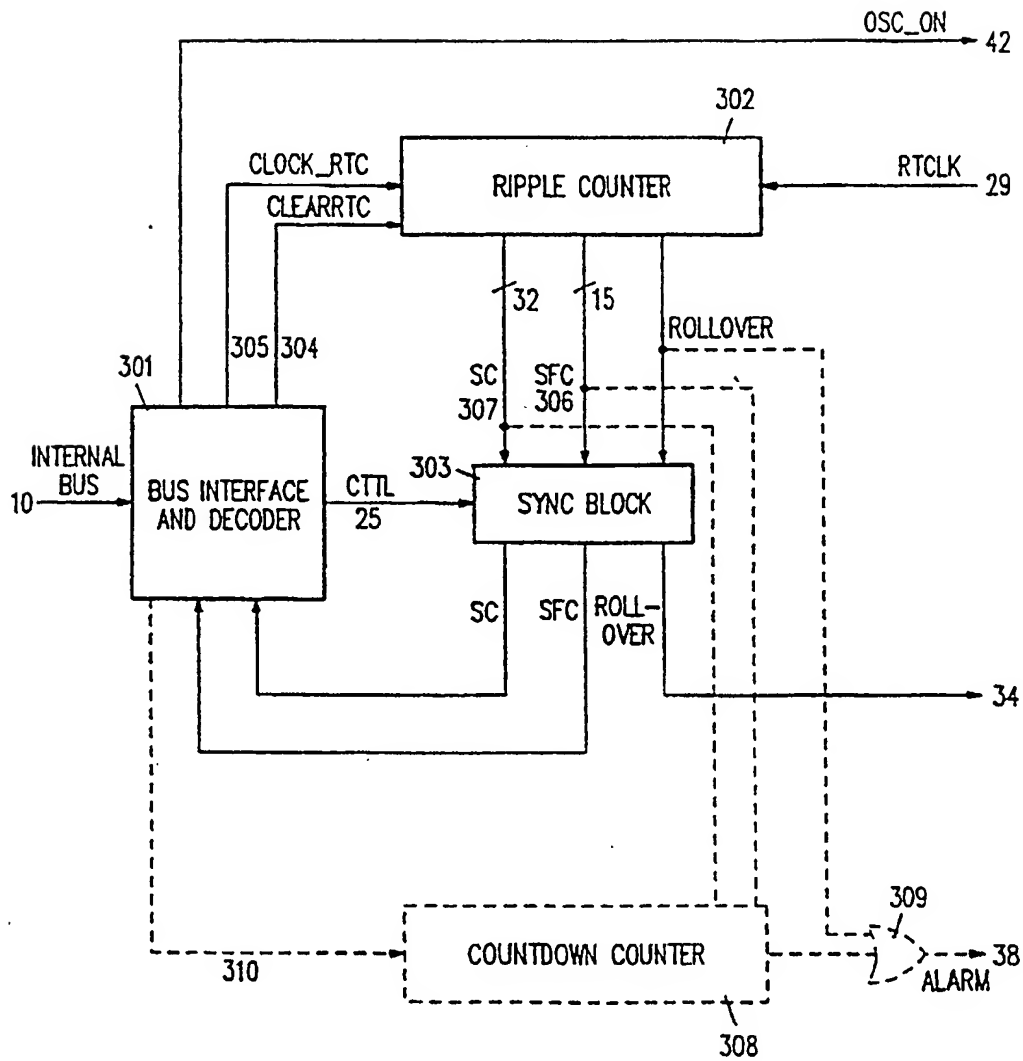 OSC_ON
42
302
CLOCK_RTC
RIPPLE COUNTER
RTCLK
29
CLEARRTC
32
15
ROLLOVER
305
304
SC
307
SFC
306
301
303
INTERNAL
BUS
10
BUS INTERFACE
AND DECODER
CTTL
25
SYNC BLOCK
SC
SFC
ROLL-
OVER
34
309
310
COUNTDOWN COUNTER
38
ALARM
308